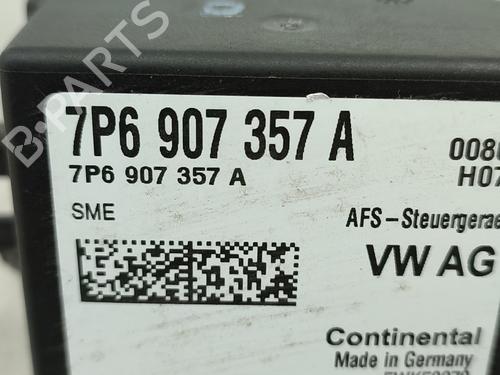 7P6 907 357 A
7P6 907 357 A
SME
AFS-Steuergerae
VW AG
Continental
Made in Germany
B-PARTS